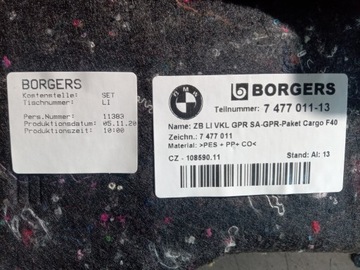 BORGERS
Kostenstelle: SET
Tischnummer: LI
Pers.Nummer: 11383
Produktionsdatum: 05.11.20
Produktionszeit: 10:00
BMW
BORGERS
Teilenummer: 7 477 011-13
Name: ZB LI VKL GPR SA-GPR-Paket Cargo F40
Zeichn.: 7 477 011
Material: >PES + PP+ CO<
CZ - 108590.11
Stand: AI: 13